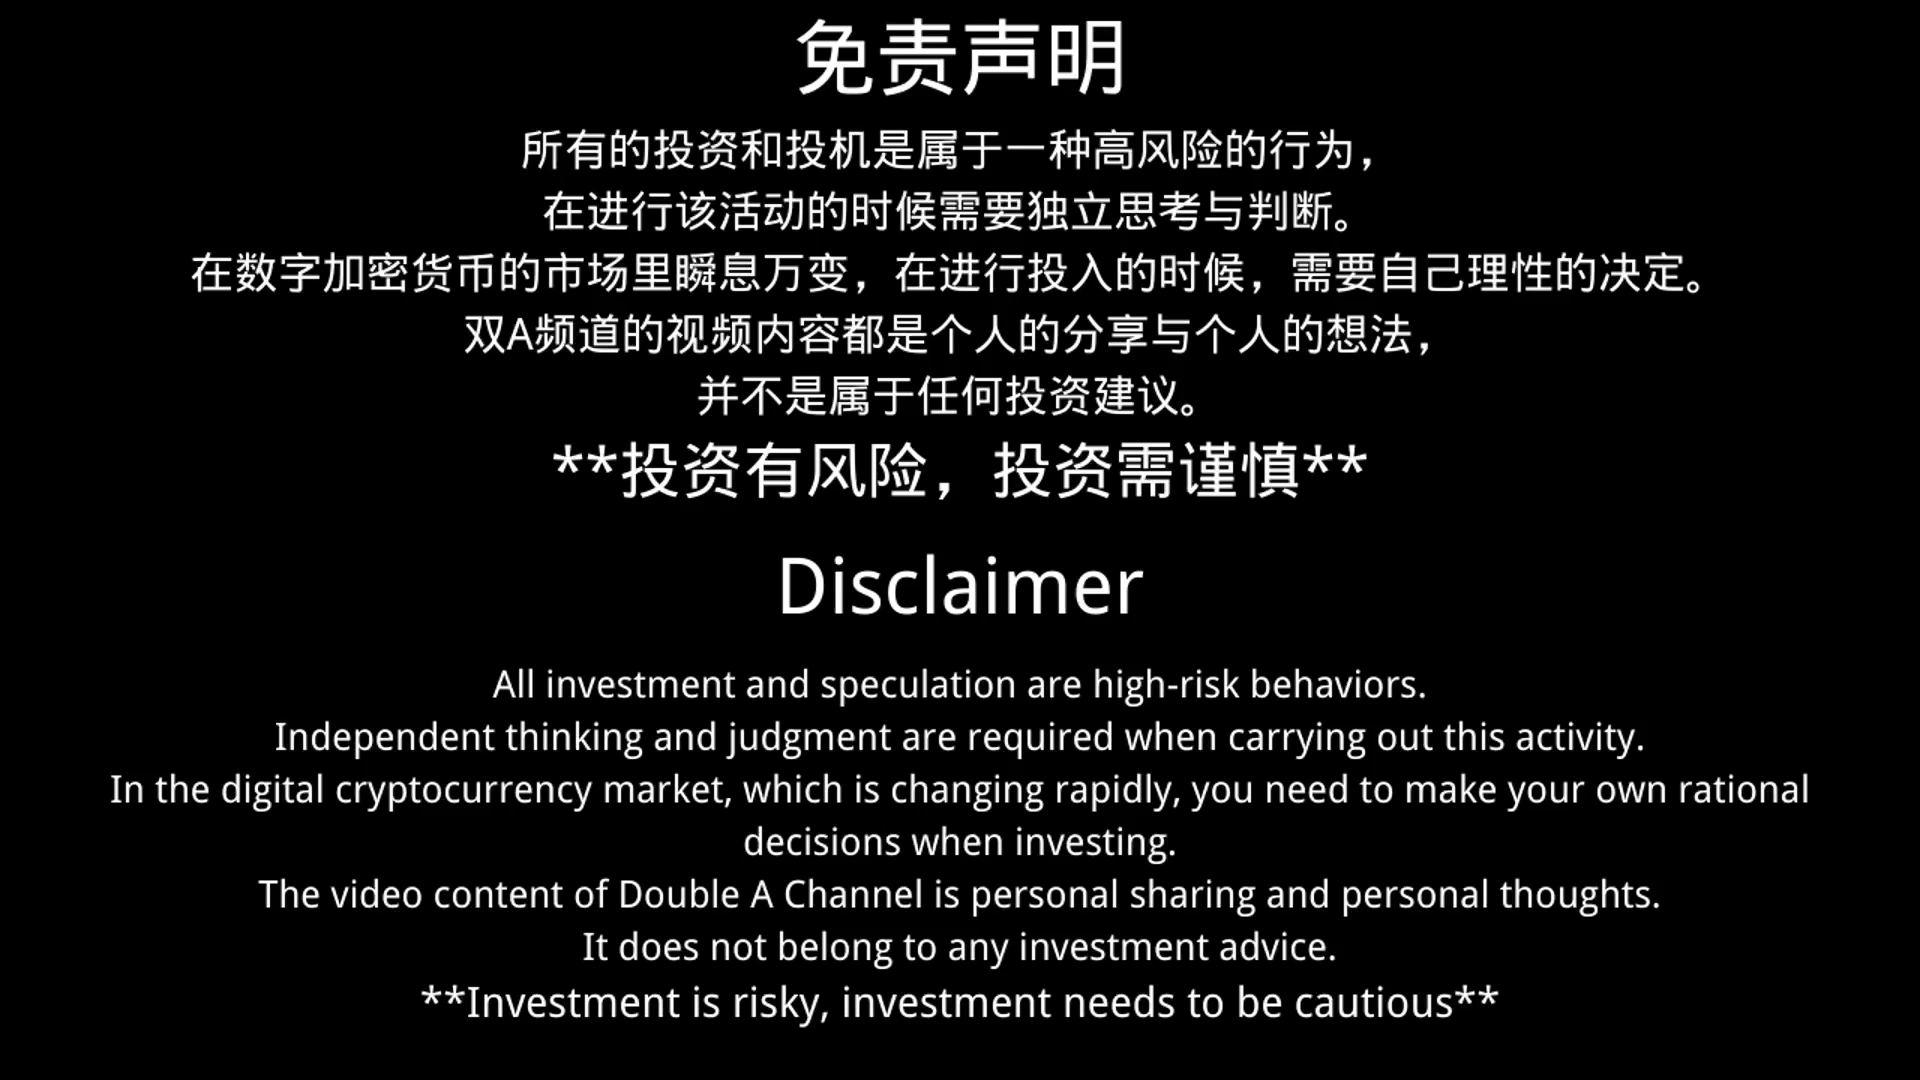 免责声明
所有的投资和投机是属于一种高风险的行为，
在进行该活动的时候需要独立思考与判断。
在数字加密货币的市场里瞬息万变，在进行投入的时候，需要自己理性的决定。
双A频道的视频内容都是个人的分享与个人的想法，
并不是属于任何投资建议。
**投资有风险，投资需谨慎**
Disclaimer
All investment and speculation are high-risk behaviors.
Independent thinking and judgment are required when carrying out this activity.
In the digital cryptocurrency market, which is changing rapidly, you need to make your own rational
decisions when investing.
The video content of Double A Channel is personal sharing and personal thoughts.
It does not belong to any investment advice.
**Investment is risky, investment needs to be cautious**